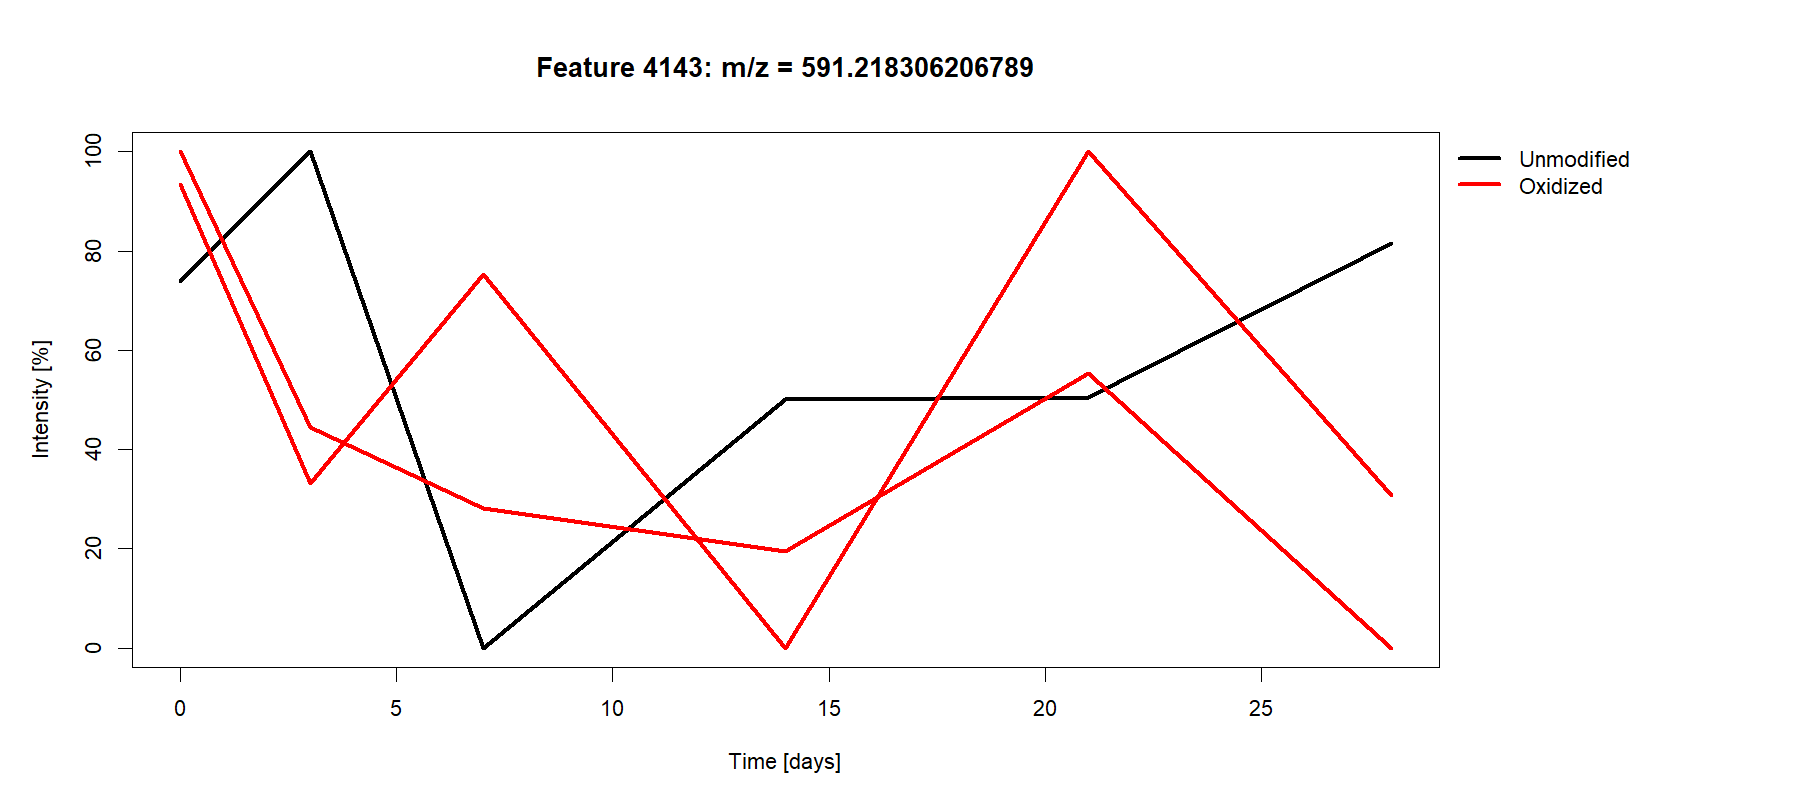 Feature 4143: m/z = 591.218306206789
Unmodified
Oxidized
100
80
60
40
20
0
Intensity [%]
0 5 10 15 20 25
Time [days]